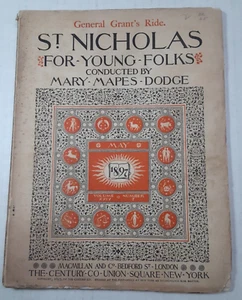 General Grant's Ride.
ST NICHOLAS
FOR·YOUNG·FOLKS
CONDUCTED BY
MARY·MAPES·DODGE
MAY
1897
MACMILLAN AND CO·BEDFORD ST·LONDON
THE·CENTURY·CO·UNION·SQUARE·NEW·YORK